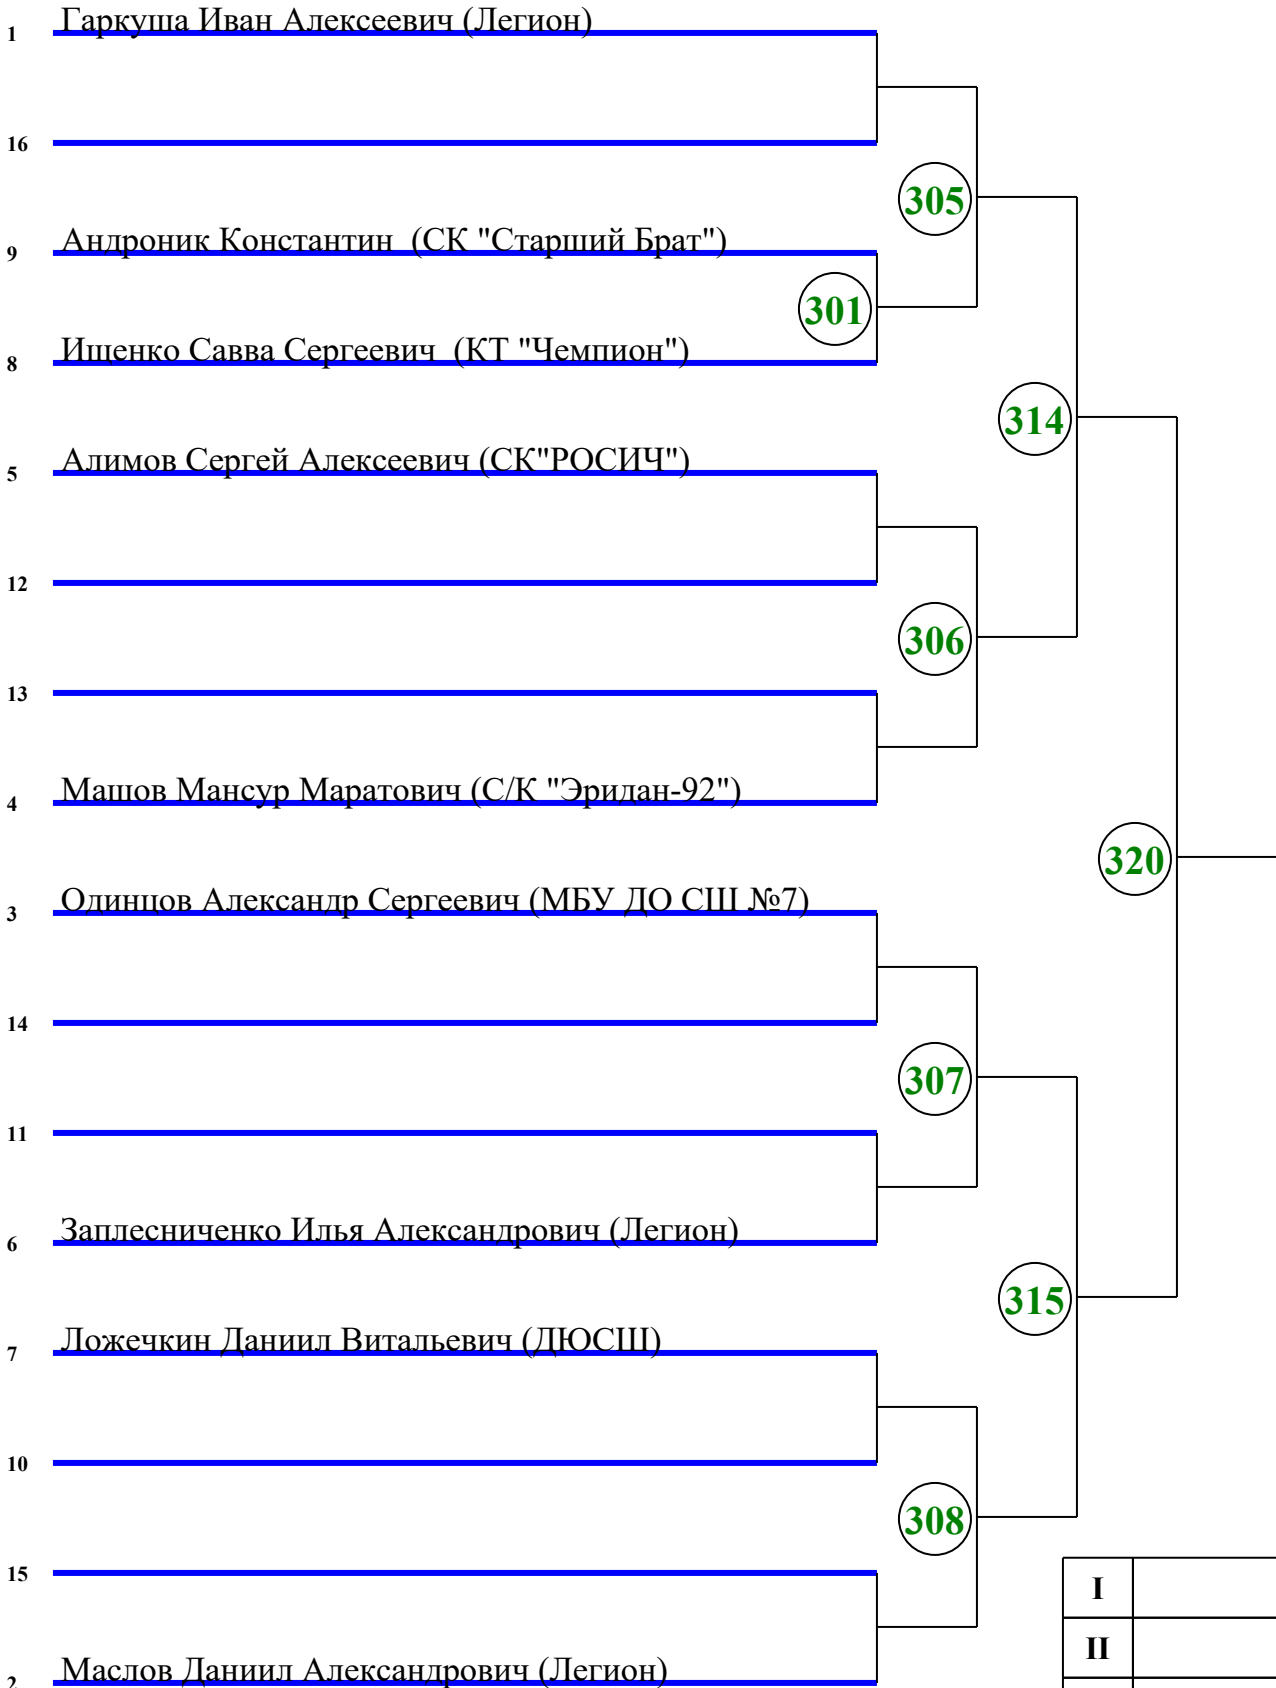 1 Гаркуша Иван Алексеевич (Легион)
16
305
9 Андроник Константин (СК "Старший Брат")
301
8 Ищенко Савва Сергеевич (КТ "Чемпион")
314
5 Алимов Сергей Алексеевич (СК"РОСИЧ")
12
306
13
4 Машов Мансур Маратович (С/К "Эридан-92")
320
3 Одинцов Александр Сергеевич (МБУ ДО СШ №7)
14
307
11
6 Заплесниченко Илья Александрович (Легион)
315
7 Ложечкин Даниил Витальевич (ДЮСШ)
10
308
15
I
II
2 Маслов Даниил Александрович (Легион)